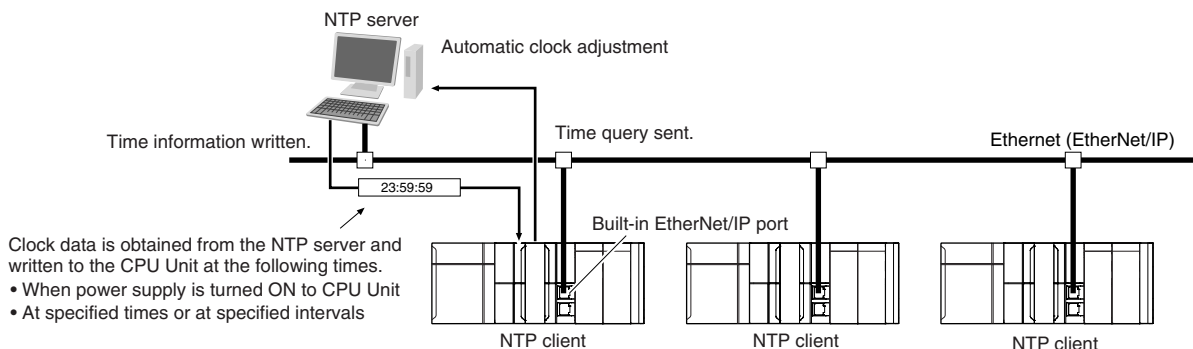 NTP server
Automatic clock adjustment
Time information written.
Time query sent.
Ethernet (EtherNet/IP)
23:59:59
Built-in EtherNet/IP port
Clock data is obtained from the NTP server and
written to the CPU Unit at the following times.
• When power supply is turned ON to CPU Unit
• At specified times or at specified intervals
NTP client
NTP client
NTP client